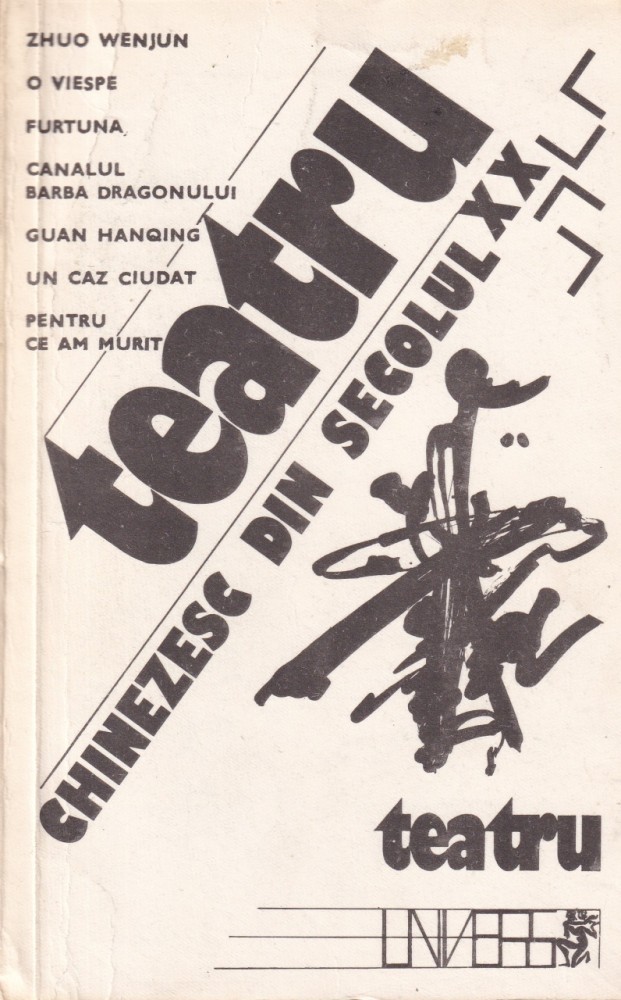 ZHUO WENJUN
O VIESPE
FURTUNA
CANALUL
BARBA DRAGONULUI
GUAN HANQING
UN CAZ CIUDAT
PENTRU
CE AM MURIT
teatru
CHINEZESC DIN SECOLUL XX
teatru
UNIVERS